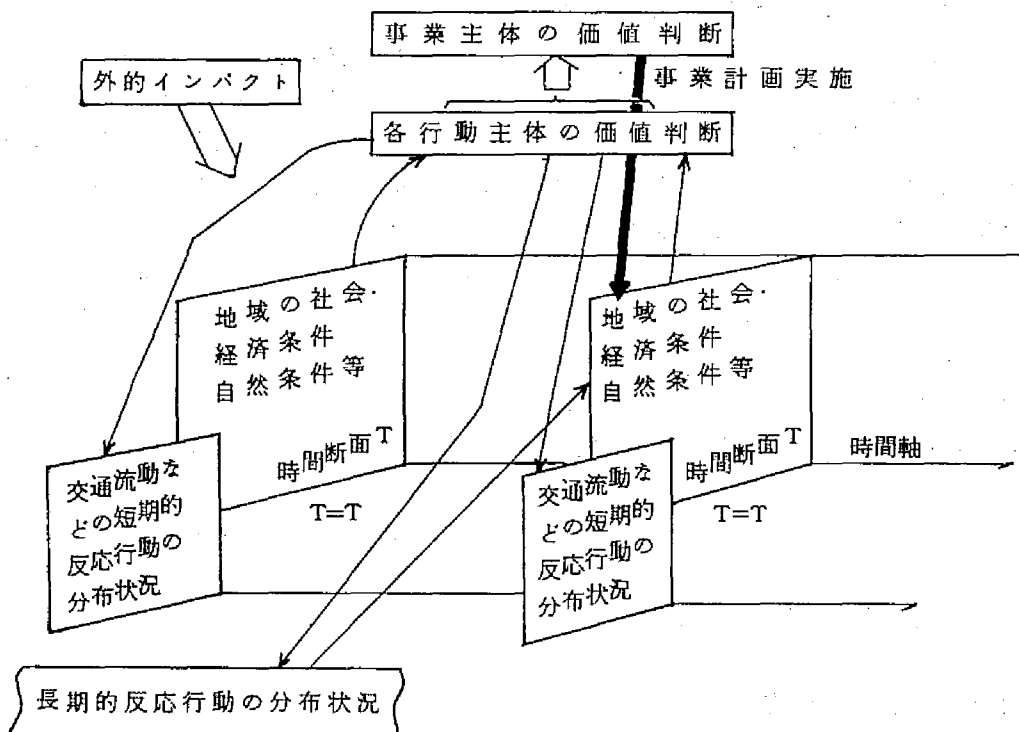 事業主体の価値判断
外的インパクト
事業計画実施
各行動主体の価値判断
地域の社会・
経済条件
自然条件等
時間断面T
T=T
地域の社会・
経済条件
自然条件等
時間断面T
T=T
時間軸
交通流動な
どの短期的
反応行動の
分布状況
交通流動な
どの短期的
反応行動の
分布状況
長期的反応行動の分布状況